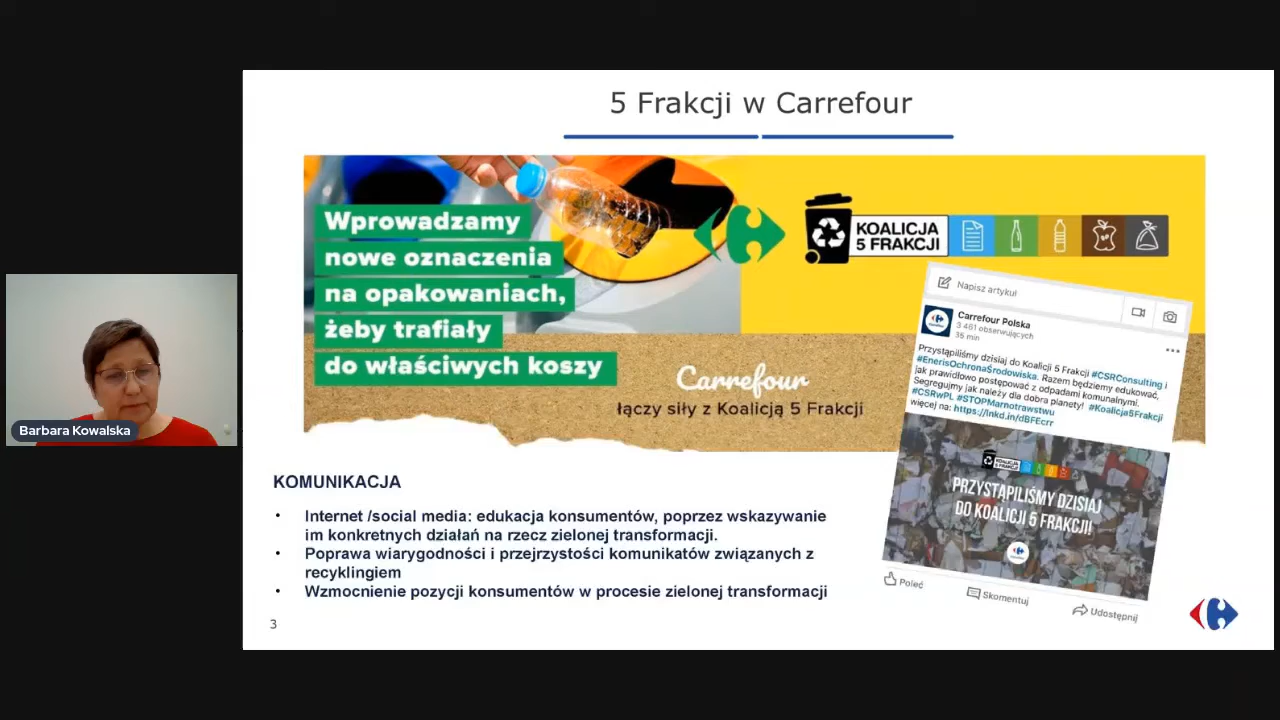 5 Frakcji w Carrefour
Wprowadzamy
nowe oznaczenia
na opakowaniach,
żeby trafiały
do właściwych koszy
KOALICJA
5 FRAKCJI
Carrefour
łączy siły z Koalicją 5 Frakcji
Napisz artykuł
Carrefour Polska
3 461 obserwujących
36 min
Przystąpiliśmy dzisiaj do Koalicji 5 Frakcji #CSRConsulting i
#EnerisOchronaŚrodowiska. Razem będziemy edukować,
jak prawidłowo postępować z odpadami komunalnymi.
Segregujmy jak należy dla dobra planety! #Koalicja5Frakcji
#CSRwPL #STOPMarnotrawstwu
więcej na: https://lnkd.in/dBFEcrr
KOALICJA
5 FRAKCJI
PRZYSTĄPILIŚMY DZISIAJ
DO KOALICJI 5 FRAKCJI!
Poleć
Skomentuj
Udostępnij
KOMUNIKACJA
• Internet /social media: edukacja konsumentów, poprzez wskazywanie
im konkretnych działań na rzecz zielonej transformacji.
• Poprawa wiarygodności i przejrzystości komunikatów związanych z
recyklingiem
• Wzmocnienie pozycji konsumentów w procesie zielonej transformacji
3
Barbara Kowalska